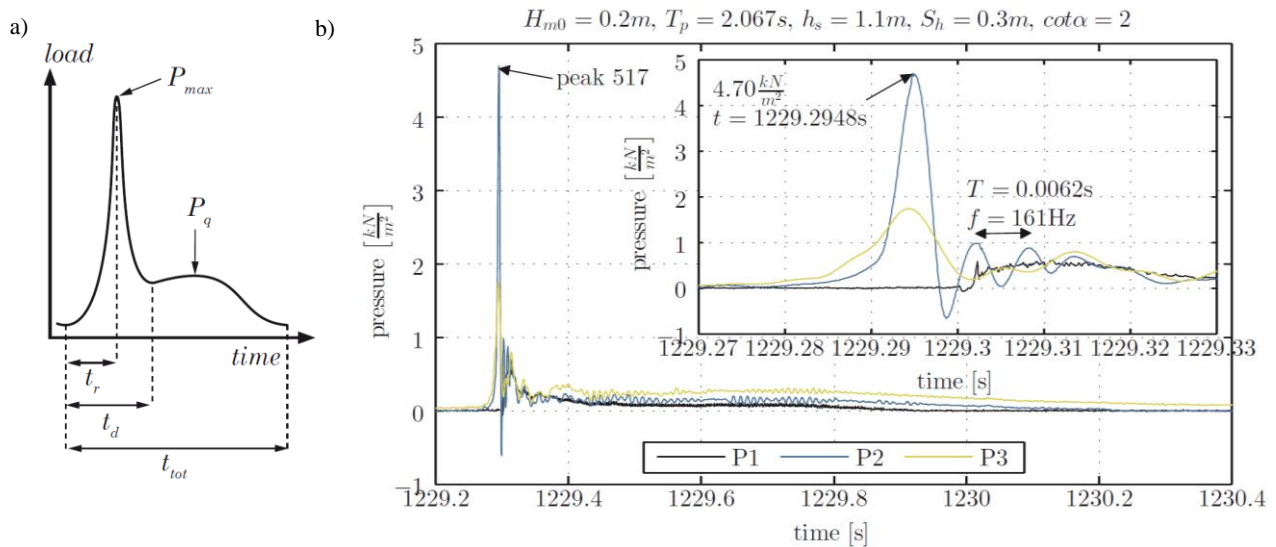 a)
load
P_max
P_q
time
t_r
t_d
t_tot
b)
H_{m0} = 0.2m, T_p = 2.067s, h_s = 1.1m, S_h = 0.3m, cotα = 2
5
4
3
2
1
0
−1
pressure [kN/m²]
peak 517
5
4
3
2
1
0
−1
pressure [kN/m²]
4.70 kN/m²
t = 1229.2948s
T = 0.0062s
f = 161Hz
1229.27 1229.28 1229.29 1229.3 1229.31 1229.32 1229.33
time [s]
P1 P2 P3
1229.2 1229.4 1229.6 1229.8 1230 1230.2 1230.4
time [s]